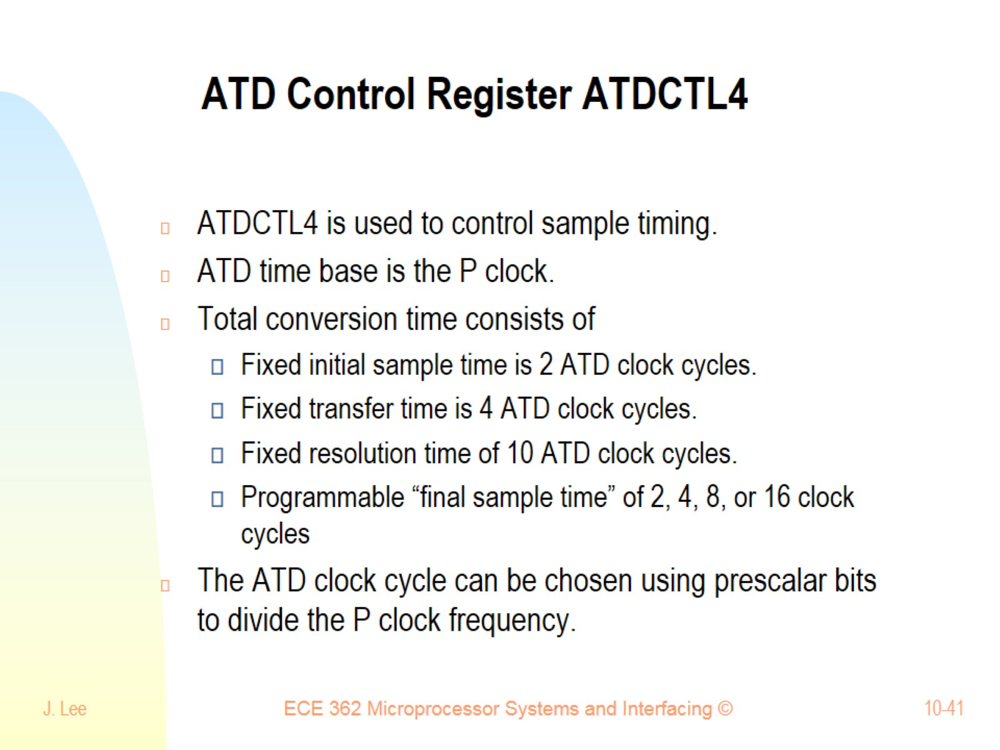 ATD Control Register ATDCTL4
ATDCTL4 is used to control sample timing.
ATD time base is the P clock.
Total conversion time consists of
Fixed initial sample time is 2 ATD clock cycles.
Fixed transfer time is 4 ATD clock cycles.
Fixed resolution time of 10 ATD clock cycles.
Programmable “final sample time” of 2, 4, 8, or 16 clock
cycles
The ATD clock cycle can be chosen using prescalar bits
to divide the P clock frequency.
J. Lee
ECE 362 Microprocessor Systems and Interfacing ©
10-41